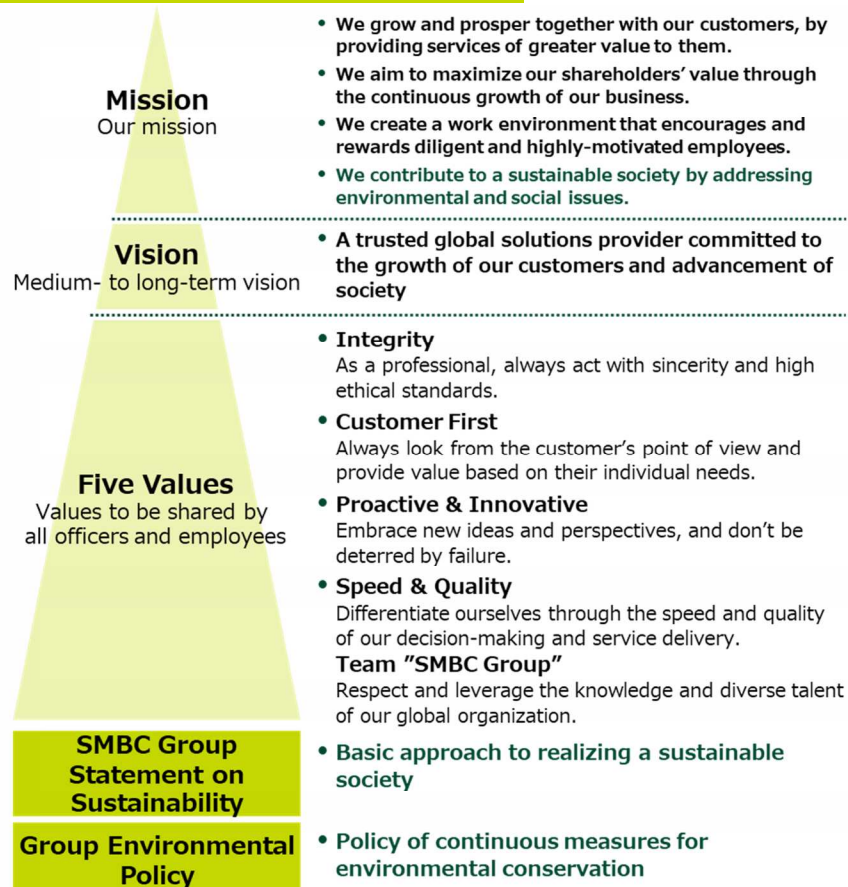 Mission
Our mission
• We grow and prosper together with our customers, by
providing services of greater value to them.
• We aim to maximize our shareholders’ value through
the continuous growth of our business.
• We create a work environment that encourages and
rewards diligent and highly-motivated employees.
• We contribute to a sustainable society by addressing
environmental and social issues.
Vision
Medium- to long-term vision
• A trusted global solutions provider committed to
the growth of our customers and advancement of
society
Five Values
Values to be shared by
all officers and employees
• Integrity
As a professional, always act with sincerity and high
ethical standards.
• Customer First
Always look from the customer’s point of view and
provide value based on their individual needs.
• Proactive & Innovative
Embrace new ideas and perspectives, and don’t be
deterred by failure.
• Speed & Quality
Differentiate ourselves through the speed and quality
of our decision-making and service delivery.
Team ”SMBC Group”
Respect and leverage the knowledge and diverse talent
of our global organization.
SMBC Group
Statement on
Sustainability
• Basic approach to realizing a sustainable
society
Group Environmental
Policy
• Policy of continuous measures for
environmental conservation